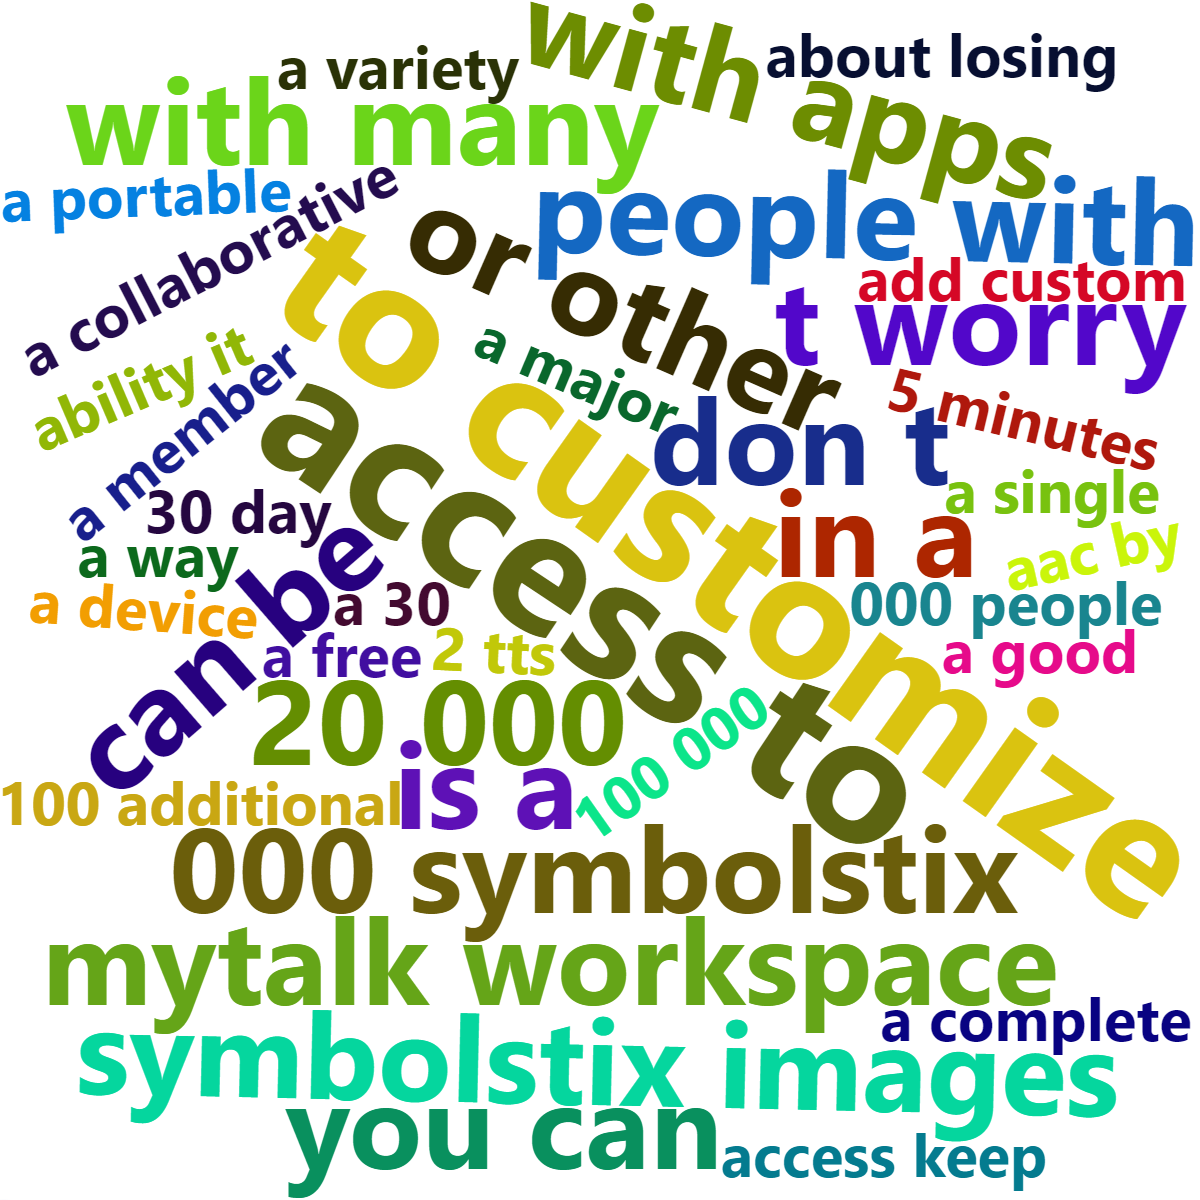 with apps
about losing
a variety
with many
a portable
a collaborative
people with
or other
add custom
t worry
to customize
a major
ability it
a member
5 minutes
don t
access to
a single
30 day
in a
aac by
a way
can be
a device
a 30
000 people
a free
2 tts
a good
20 000
100 000
is a
100 additional
000 symbolstix
mytalk workspace
a complete
symbolstix images
you can
access keep